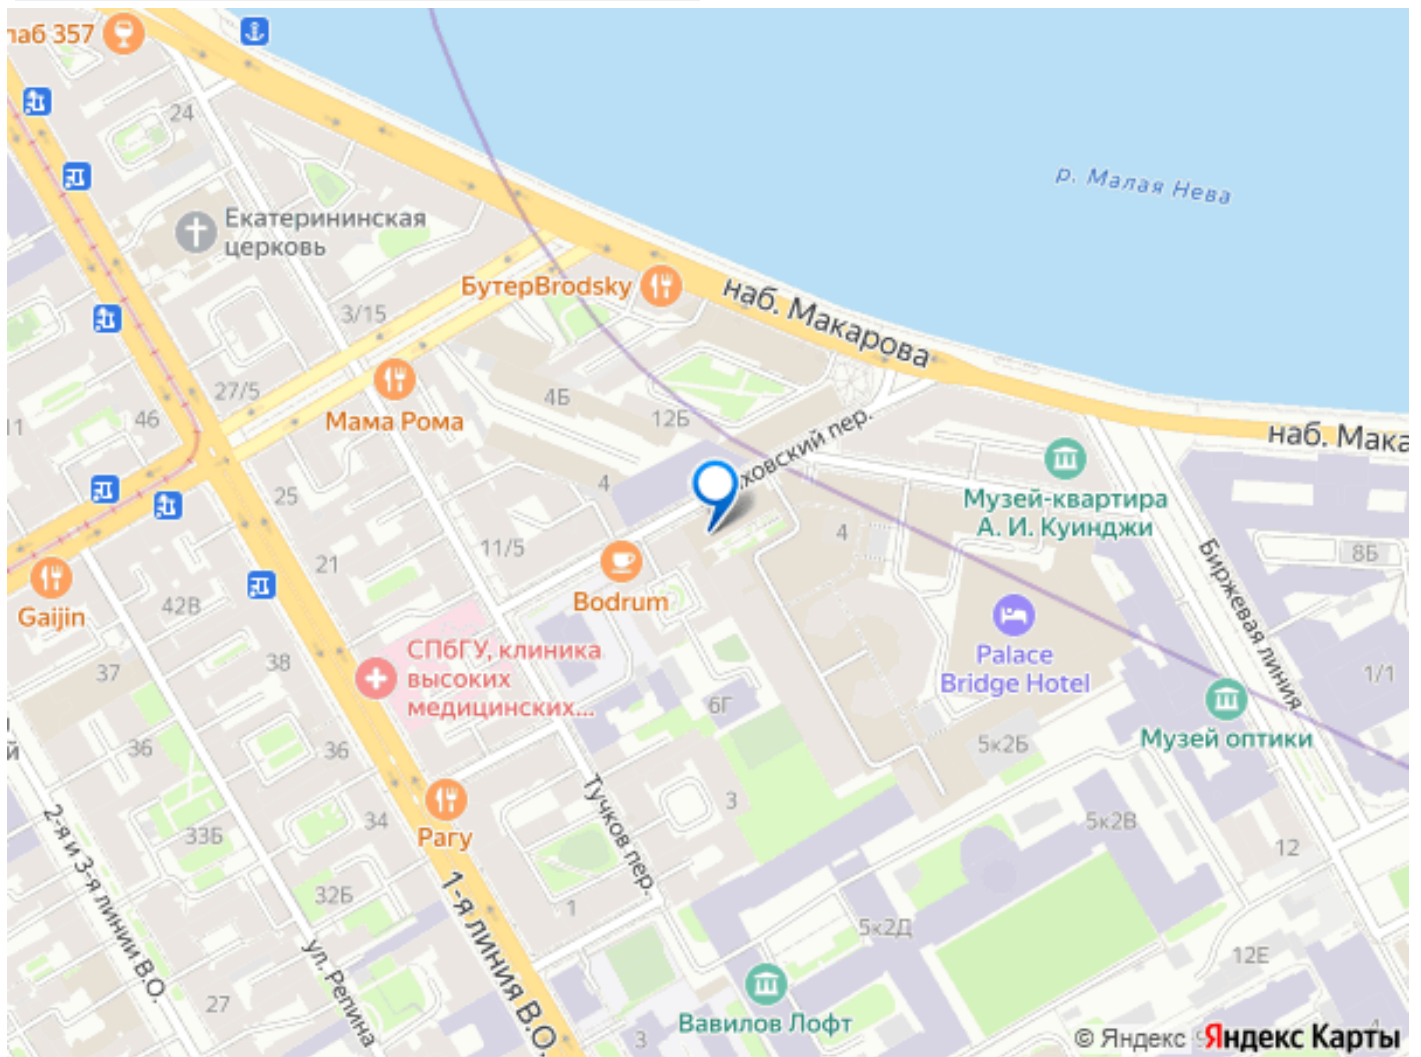 паб 357
24
р. Малая Нева
Екатерининская
церковь
БутерBrodsky
наб. Макарова
3/15
27/5
Мама Рома
4Б
12Б
11
46
ховский пер.
наб. Мака
Музей-квартира
А. И. Куинджи
25
4
4
11/5
21
Bodrum
8Б
Биржевая линия
Gaijin
42В
37
38
СПбГУ, клиника
высоких
медицинских...
Palace
Bridge Hotel
1/1
6Г
5к2Б
Музей оптики
й
36
36
Рагу
Тучков пер.
3
34
33Б
5к2В
12
2-я и 3-я линии В.О.
32Б
1-я линия В.О.
1
5к2Д
12Е
ул. Репина
27
Вавилов Лофт
3
4
© Яндекс
Яндекс Карты